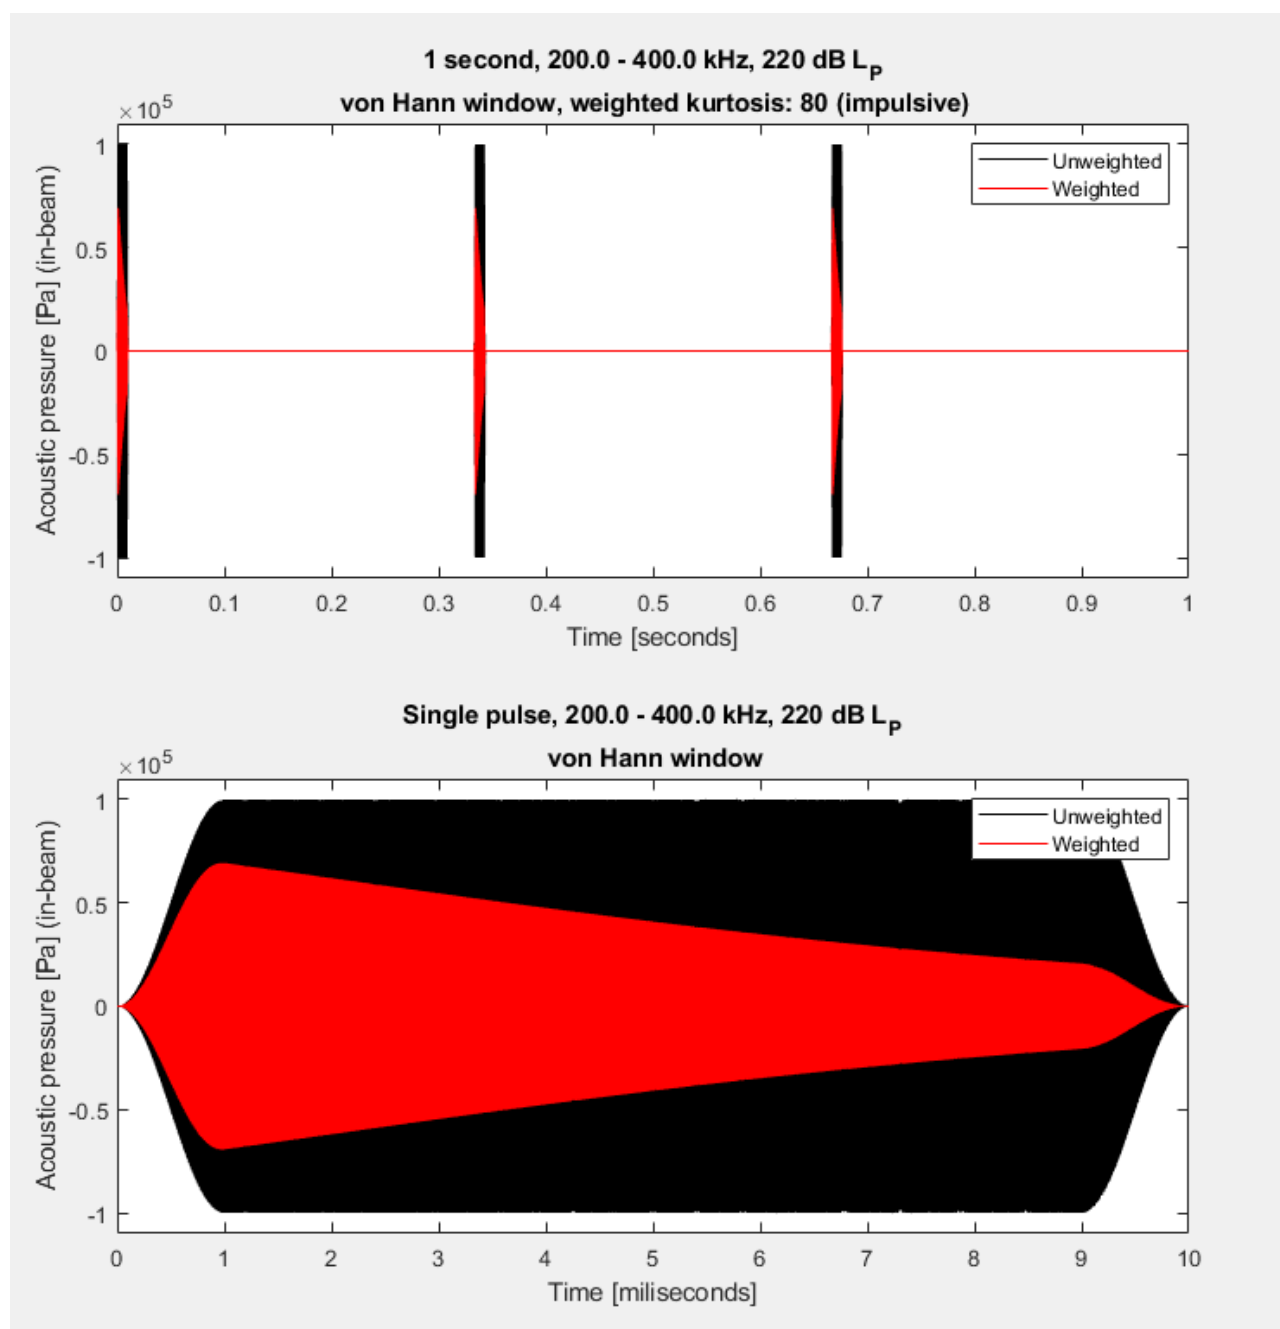 1 second, 200.0 - 400.0 kHz, 220 dB L_P
von Hann window, weighted kurtosis: 80 (impulsive)
×10^5
Unweighted
Weighted
1
0.5
0
-0.5
-1
Acoustic pressure [Pa] (in-beam)
0 0.1 0.2 0.3 0.4 0.5 0.6 0.7 0.8 0.9 1
Time [seconds]
Single pulse, 200.0 - 400.0 kHz, 220 dB L_P
von Hann window
×10^5
Unweighted
Weighted
1
0.5
0
-0.5
-1
Acoustic pressure [Pa] (in-beam)
0 1 2 3 4 5 6 7 8 9 10
Time [miliseconds]